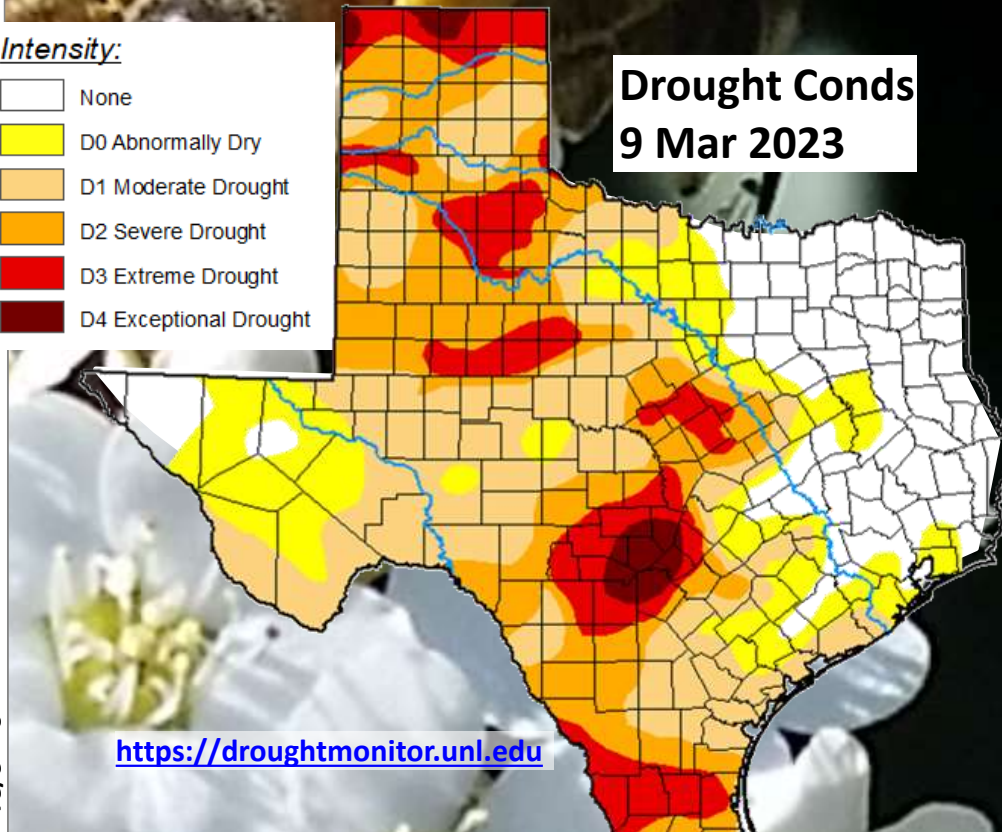 Intensity:
None
D0 Abnormally Dry
D1 Moderate Drought
D2 Severe Drought
D3 Extreme Drought
D4 Exceptional Drought
Drought Conds
9 Mar 2023
https://droughtmonitor.unl.edu